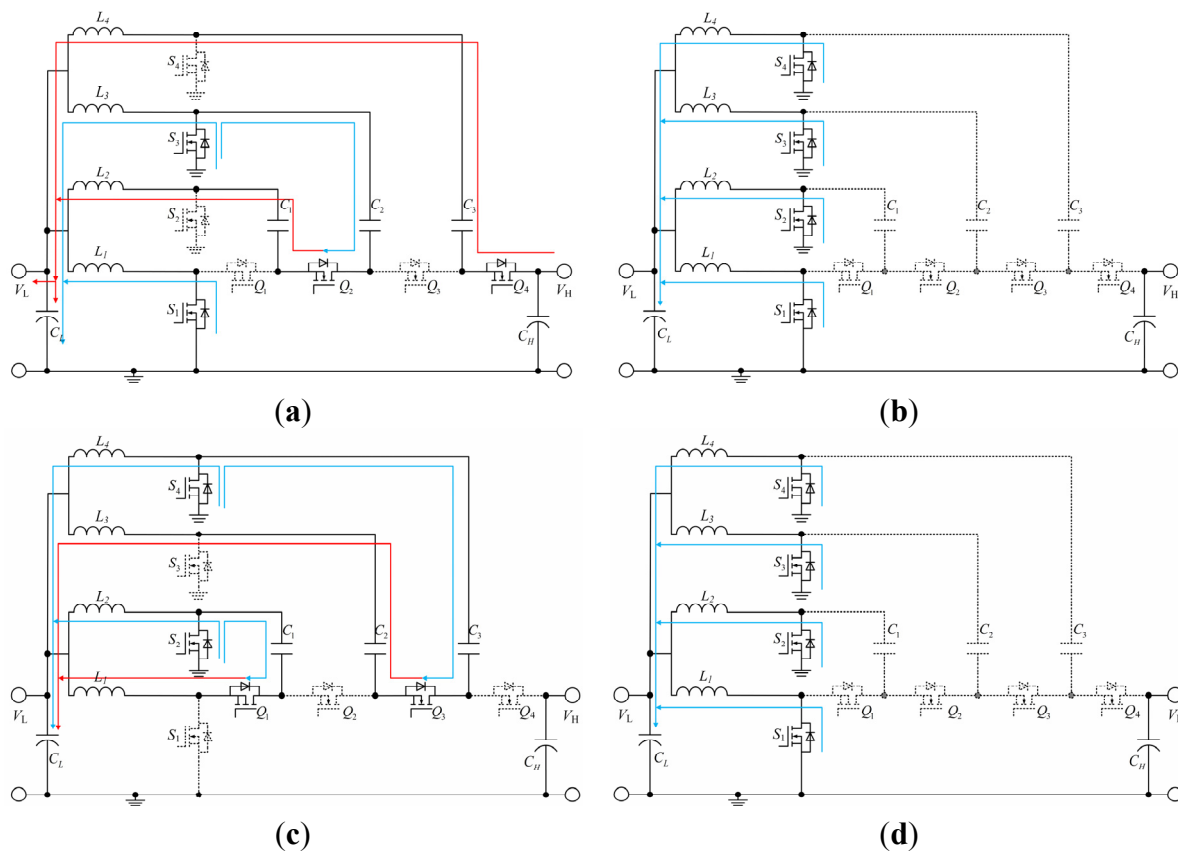 L4
S4
L3
S3
L2
C1 C2 C3
S2
L1
VL Q1 Q2 Q3 Q4 VH
S1
CL CH
(a)
L4
S4
L3
S3
L2
C1 C2 C3
S2
L1
VL Q1 Q2 Q3 Q4 VH
S1
CL CH
(b)
L4
S4
L3
S3
L2
C1 C2 C3
S2
L1
VL Q1 Q2 Q3 Q4 VH
S1
CL CH
(c)
L4
S4
L3
S3
L2
C1 C2 C3
S2
L1
VL Q1 Q2 Q3 Q4
S1
CL CH
(d)